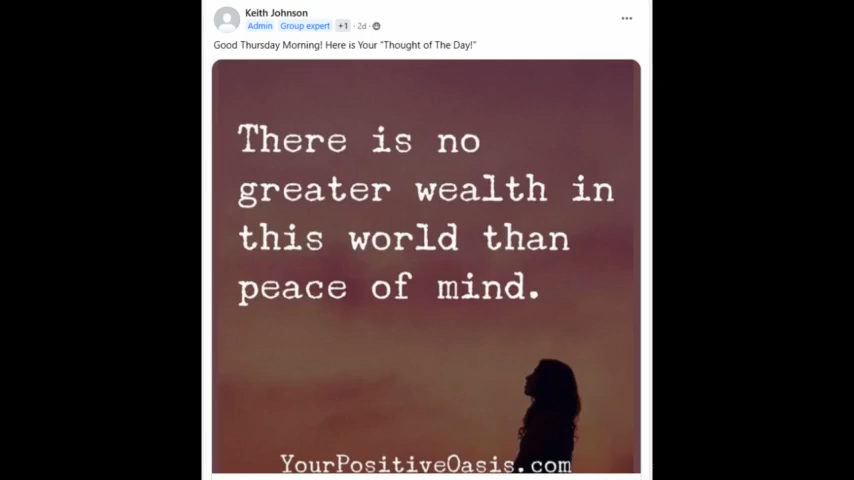 Keith Johnson
Admin Group expert +1 · 2d ·
Good Thursday Morning! Here is Your "Thought of The Day!"
There is no
greater wealth in
this world than
peace of mind.
YourPositiveOasis.com